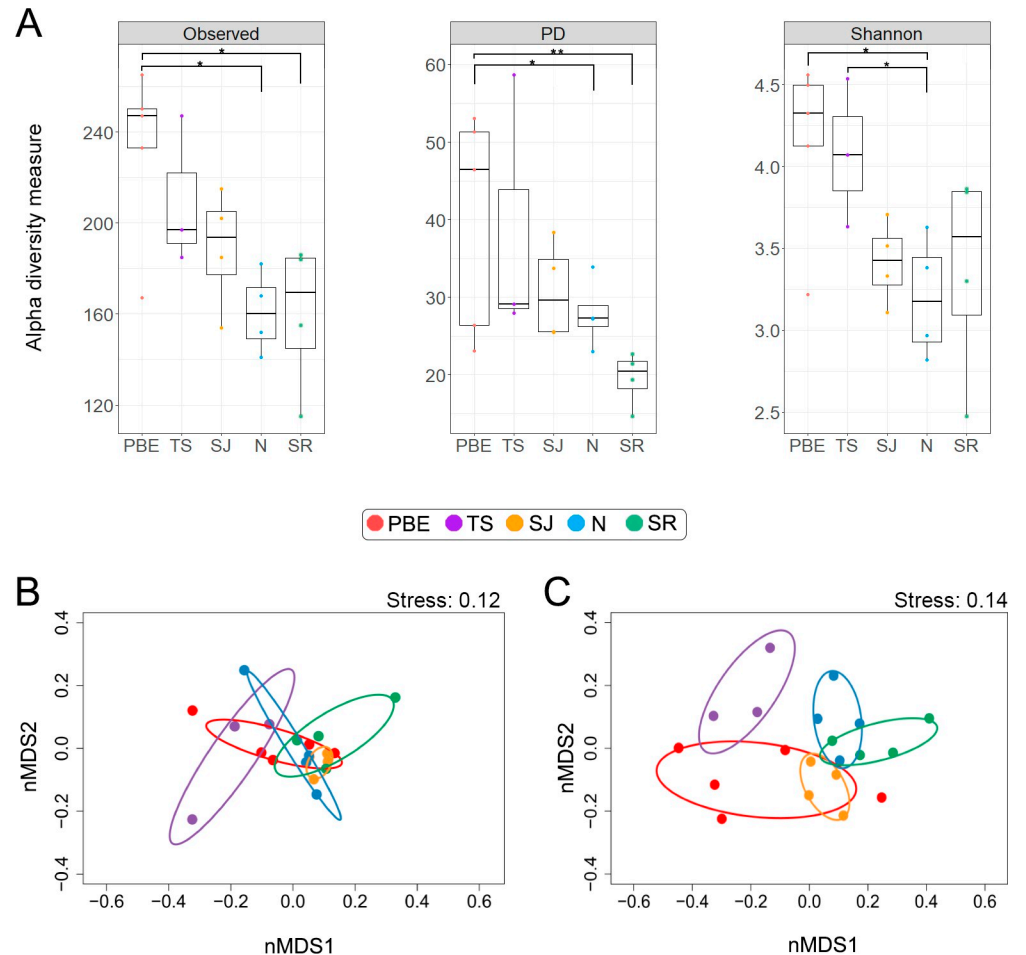 A
Observed
PD
Shannon
Alpha diversity measure
* * 240 200 160 120
** * 60 50 40 30 20
* * 4.5 4.0 3.5 3.0 2.5
PBE TS SJ N SR
PBE TS SJ N SR
PBE TS SJ N SR
PBE TS SJ N SR
B
Stress: 0.12
nMDS2
0.4 0.2 0.0 −0.2 −0.4
−0.6 −0.4 −0.2 0.0 0.2 0.4 0.6
nMDS1
C
Stress: 0.14
nMDS2
0.4 0.2 0.0 −0.2 −0.4
−0.6 −0.4 −0.2 0.0 0.2 0.4 0.6
nMDS1